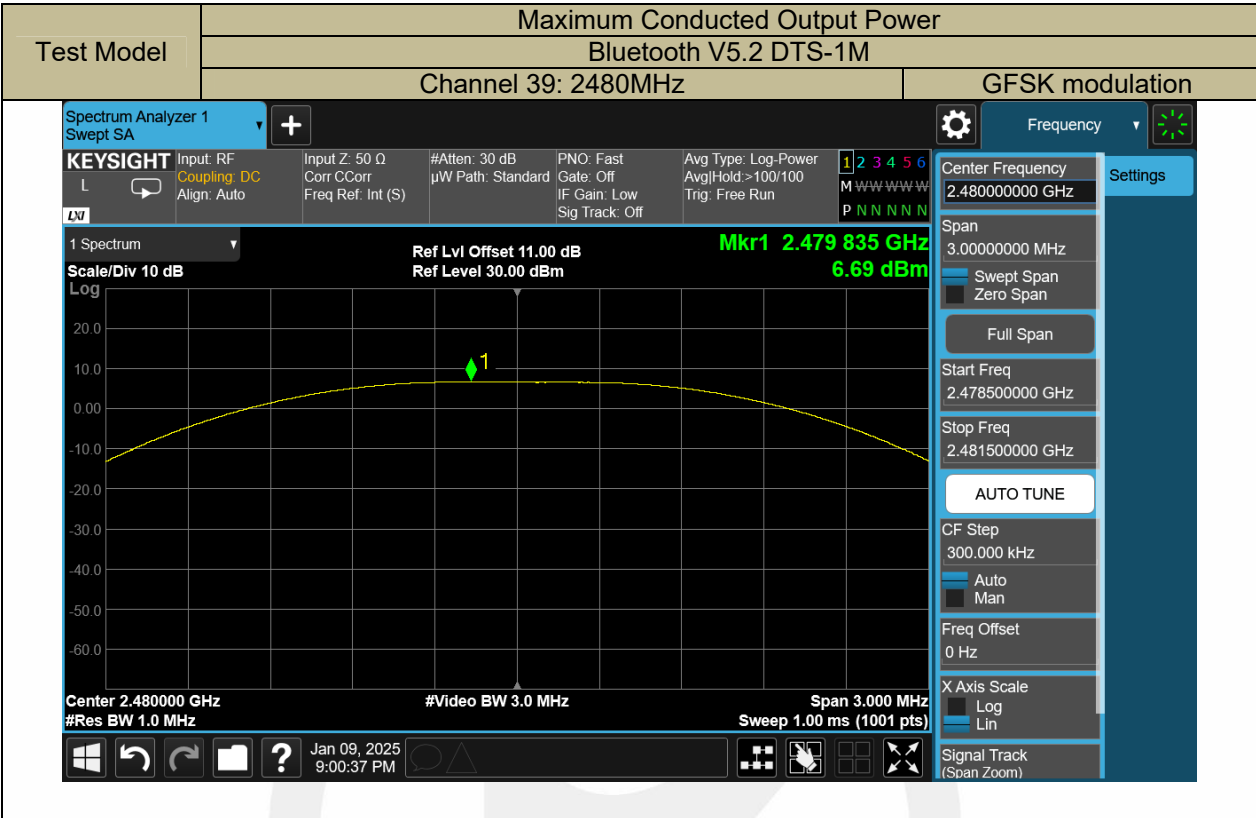 Test Model
Maximum Conducted Output Power
Bluetooth V5.2 DTS-1M
Channel 39: 2480MHz
GFSK modulation
Spectrum Analyzer 1
Swept SA
Frequency
KEYSIGHT
L
LXI
Input: RF
Coupling: DC
Align: Auto
Input Z: 50 Ω
Corr CCorr
Freq Ref: Int (S)
#Atten: 30 dB
µW Path: Standard
PNO: Fast
Gate: Off
IF Gain: Low
Sig Track: Off
Avg Type: Log-Power
Avg|Hold:>100/100
Trig: Free Run
1 2 3 4 5 6
M W W W W W
P N N N N N
1 Spectrum
Scale/Div 10 dB
Log
Ref Lvl Offset 11.00 dB
Ref Level 30.00 dBm
Mkr1 2.479 835 GHz
6.69 dBm
1
20.0
10.0
0.00
-10.0
-20.0
-30.0
-40.0
-50.0
-60.0
Center 2.480000 GHz
#Res BW 1.0 MHz
#Video BW 3.0 MHz
Span 3.000 MHz
Sweep 1.00 ms (1001 pts)
Center Frequency
2.480000000 GHz
Settings
Span
3.00000000 MHz
Swept Span
Zero Span
Full Span
Start Freq
2.478500000 GHz
Stop Freq
2.481500000 GHz
AUTO TUNE
CF Step
300.000 kHz
Auto
Man
Freq Offset
0 Hz
X Axis Scale
Log
Lin
Signal Track
(Span Zoom)
?
Jan 09, 2025
9:00:37 PM